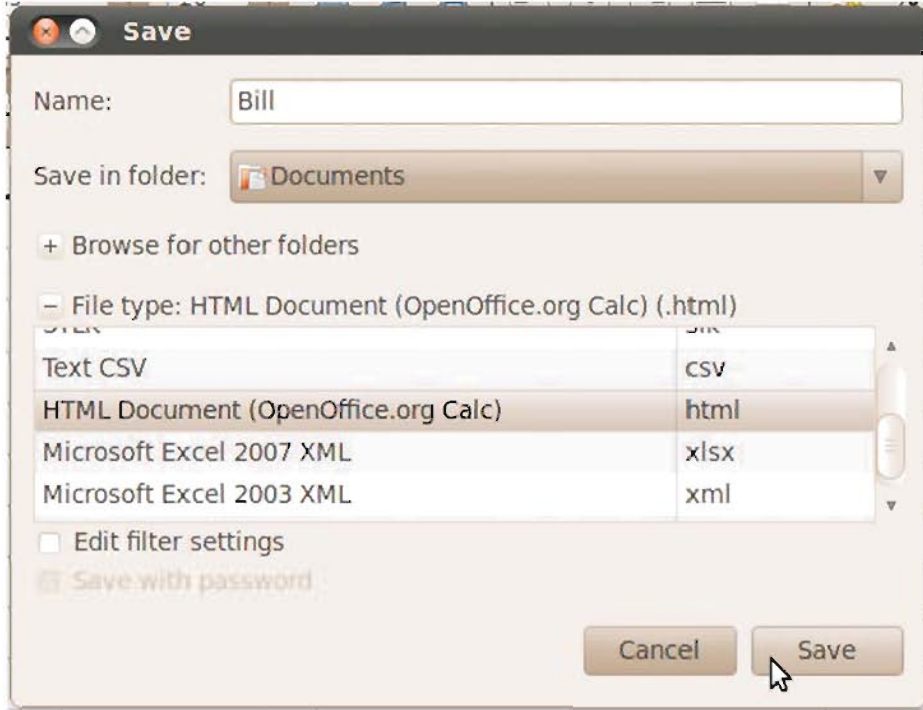 Save
Name: Bill
Save in folder: Documents
+ Browse for other folders
− File type: HTML Document (OpenOffice.org Calc) (.html)
Text CSV csv
HTML Document (OpenOffice.org Calc) html
Microsoft Excel 2007 XML xlsx
Microsoft Excel 2003 XML xml
Edit filter settings
Save with password
Cancel Save